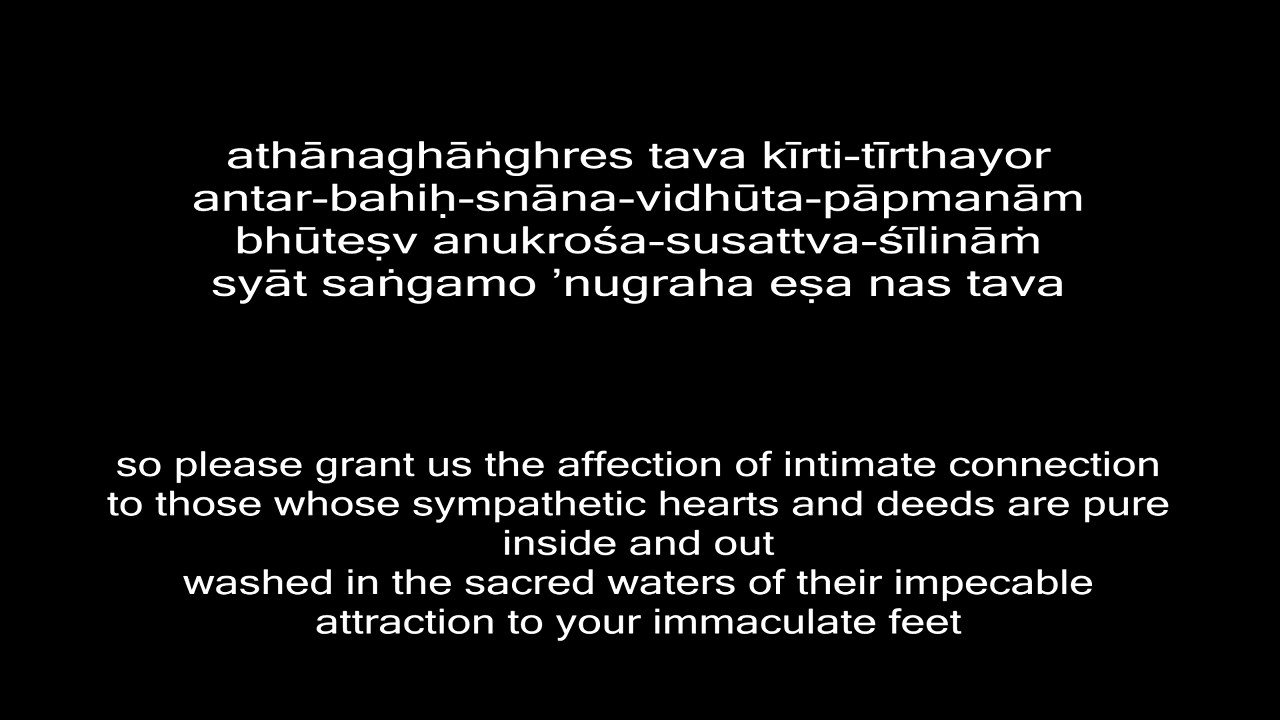 athānaghāṅghres tava kīrti-tīrthayor
antar-bahiḥ-snāna-vidhūta-pāpmanām
bhūteṣv anukrośa-susattva-śīlināṁ
syāt saṅgamo ’nugraha eṣa nas tava
so please grant us the affection of intimate connection
to those whose sympathetic hearts and deeds are pure
inside and out
washed in the sacred waters of their impecable
attraction to your immaculate feet